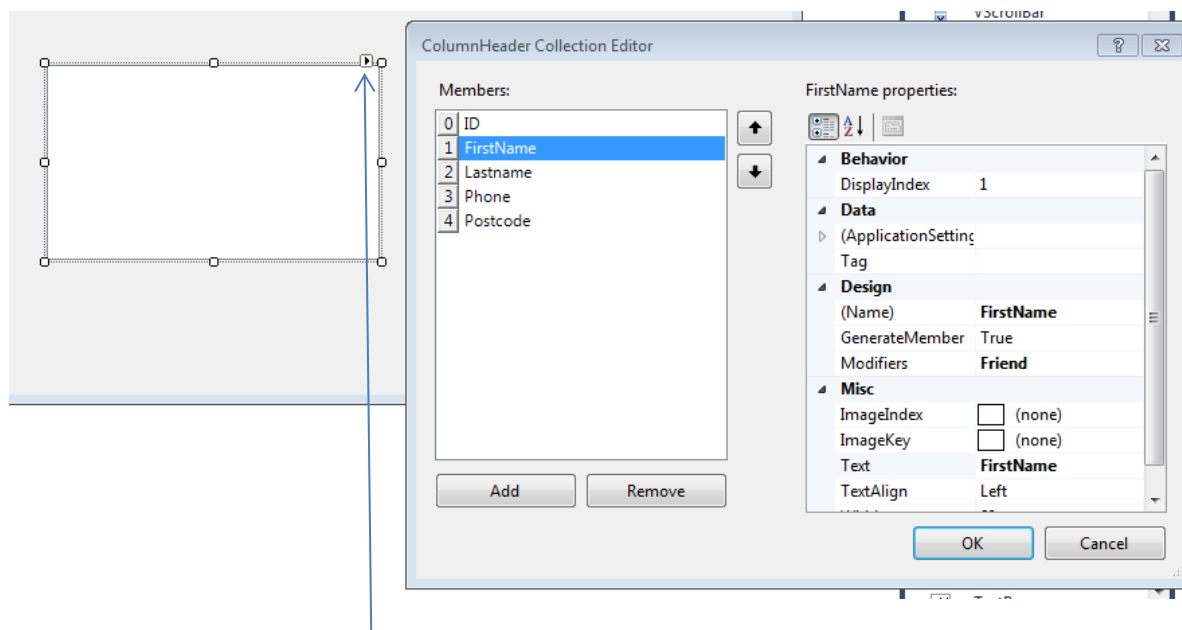 VScrollBar
ColumnHeader Collection Editor
Members:
0 ID
1 FirstName
2 Lastname
3 Phone
4 Postcode
Add Remove
FirstName properties:
Behavior
DisplayIndex 1
Data
(ApplicationSetting
Tag
Design
(Name) FirstName
GenerateMember True
Modifiers Friend
Misc
ImageIndex (none)
ImageKey (none)
Text FirstName
TextAlign Left
OK Cancel